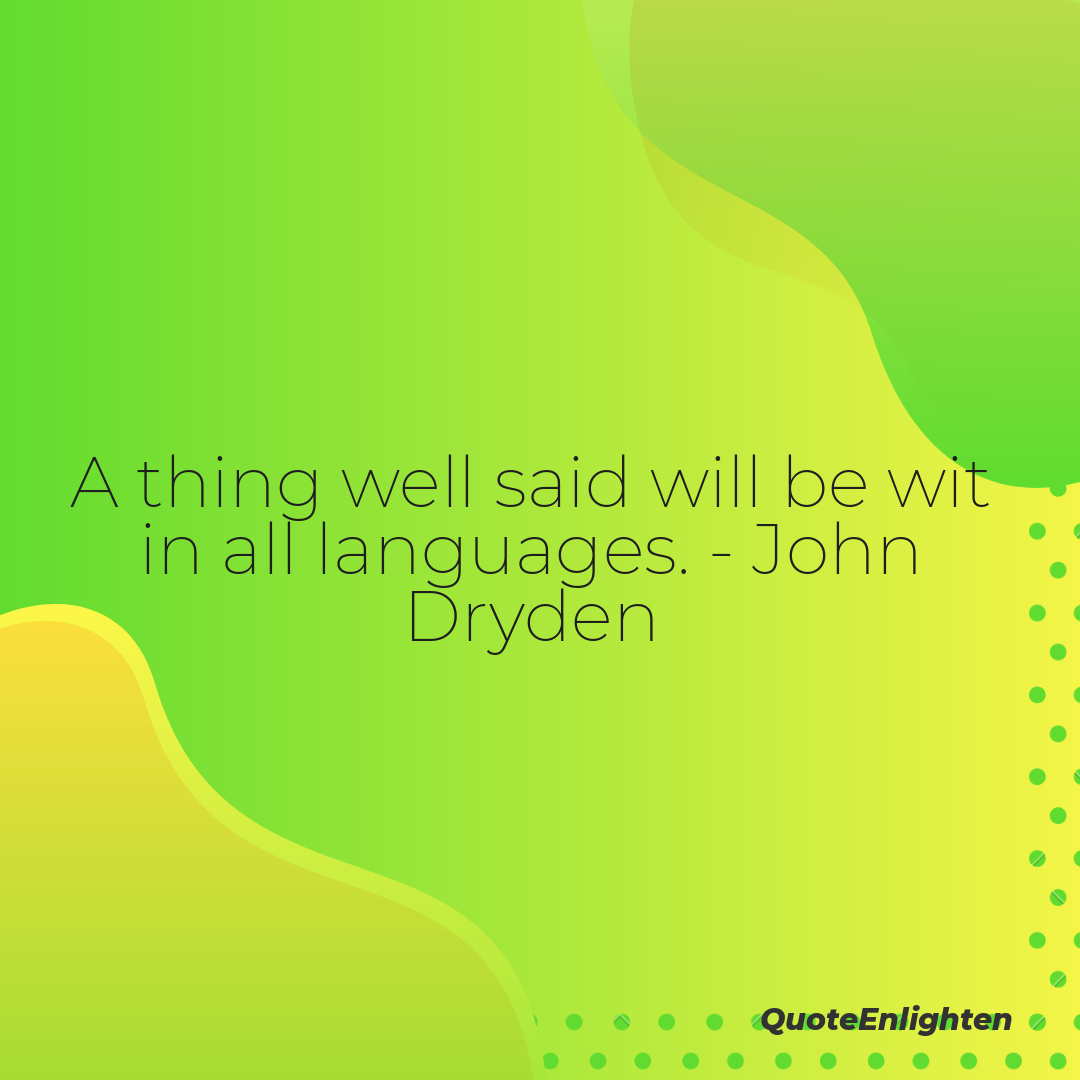 A thing well said will be wit
in all languages. - John
Dryden
QuoteEnlighten